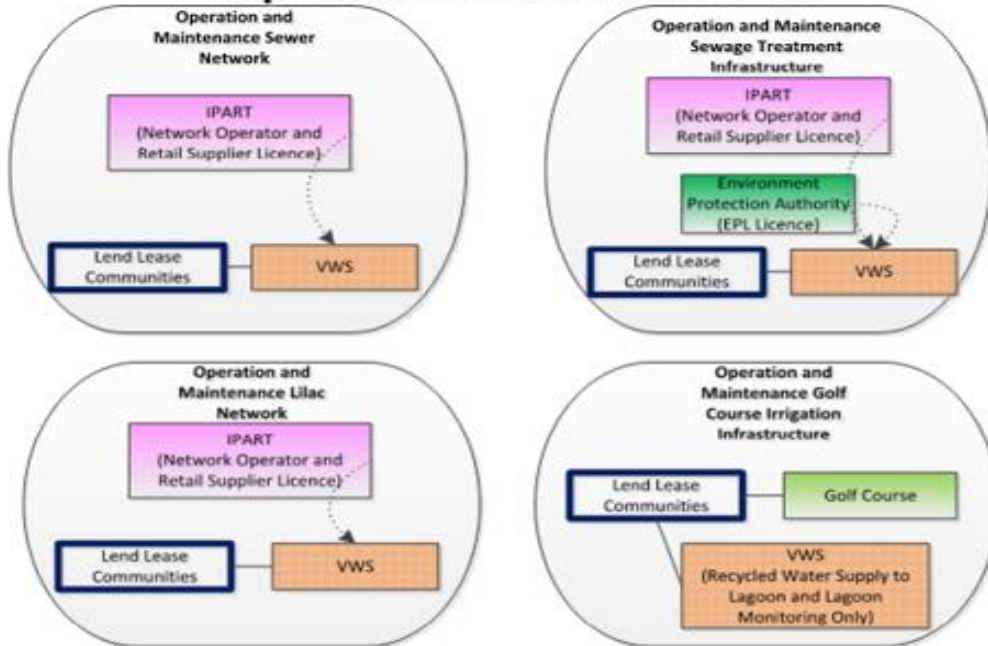 Operation and
Maintenance Sewer
Network
IPART
(Network Operator and
Retail Supplier Licence)
Lend Lease
Communities
VWS
Operation and Maintenance
Sewage Treatment
Infrastructure
IPART
(Network Operator and
Retail Supplier Licence)
Environment
Protection Authority
(EPL Licence)
Lend Lease
Communities
VWS
Operation and
Maintenance Lilac
Network
IPART
(Network Operator and
Retail Supplier Licence)
Lend Lease
Communities
VWS
Operation and
Maintenance Golf
Course Irrigation
Infrastructure
Lend Lease
Communities
Golf Course
VWS
(Recycled Water Supply to
Lagoon and Lagoon
Monitoring Only)